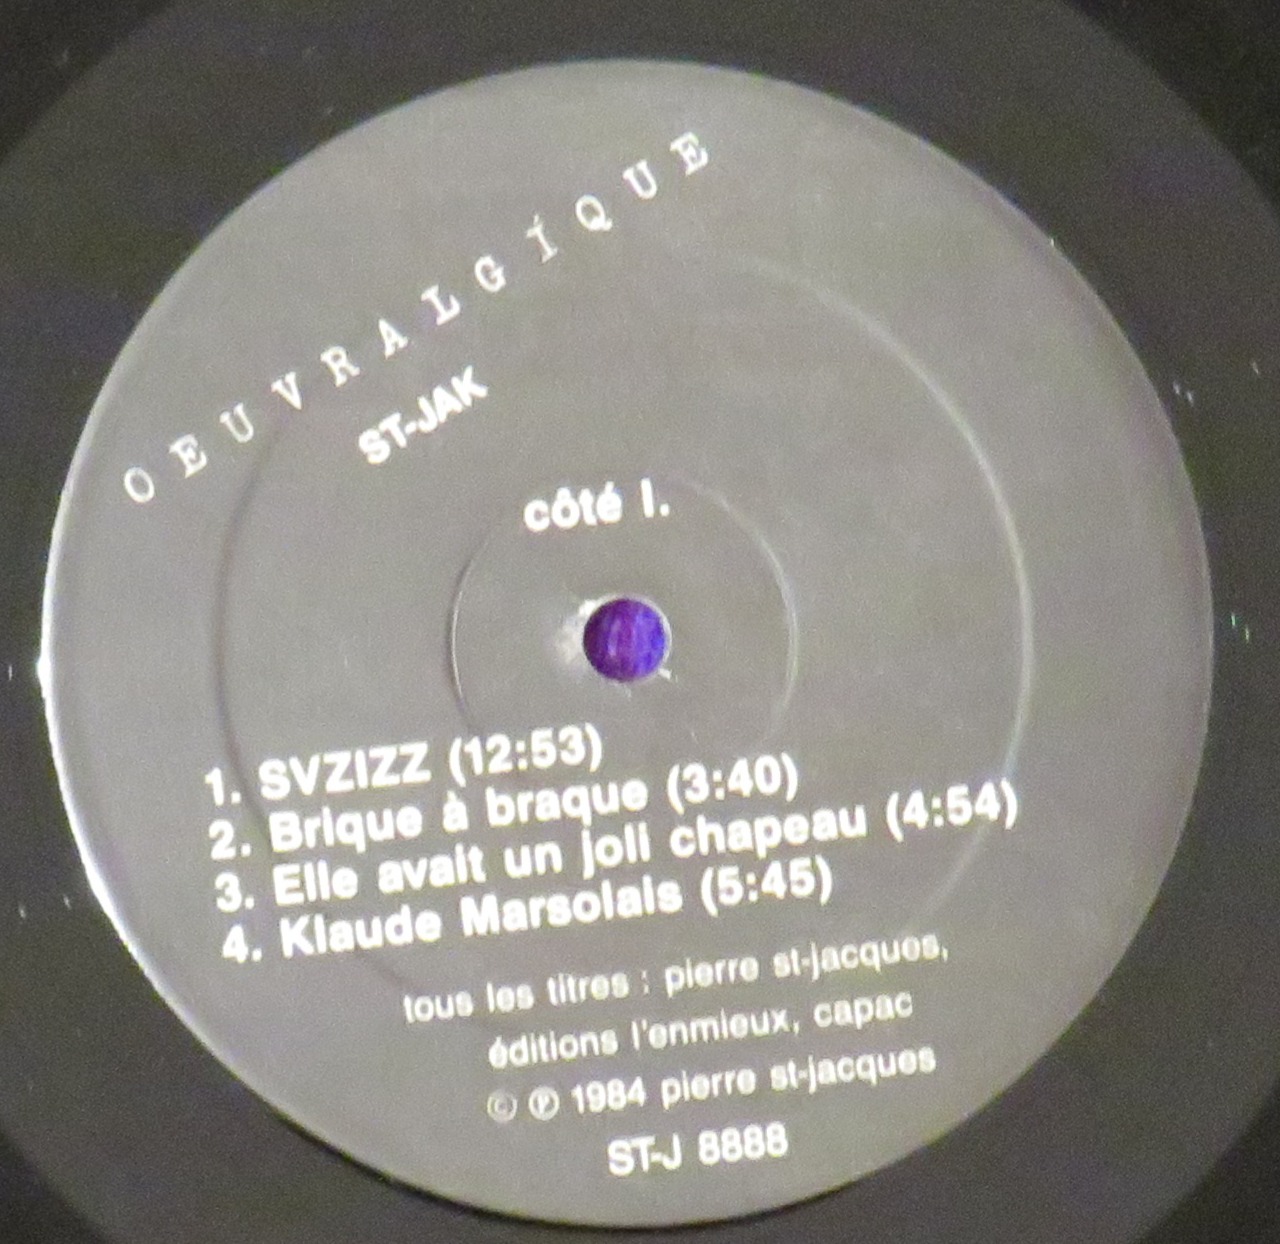 OEUVRALGÍQUE
ST-JAK
côté I.
1. SVZIZZ (12:53)
2. Brique à braque (3:40)
3. Elle avait un joli chapeau (4:54)
4. Klaude Marsolais (5:45)
tous les titres : pierre st-jacques,
éditions l'enmieux, capac
© ℗ 1984 pierre st-jacques
ST-J 8888